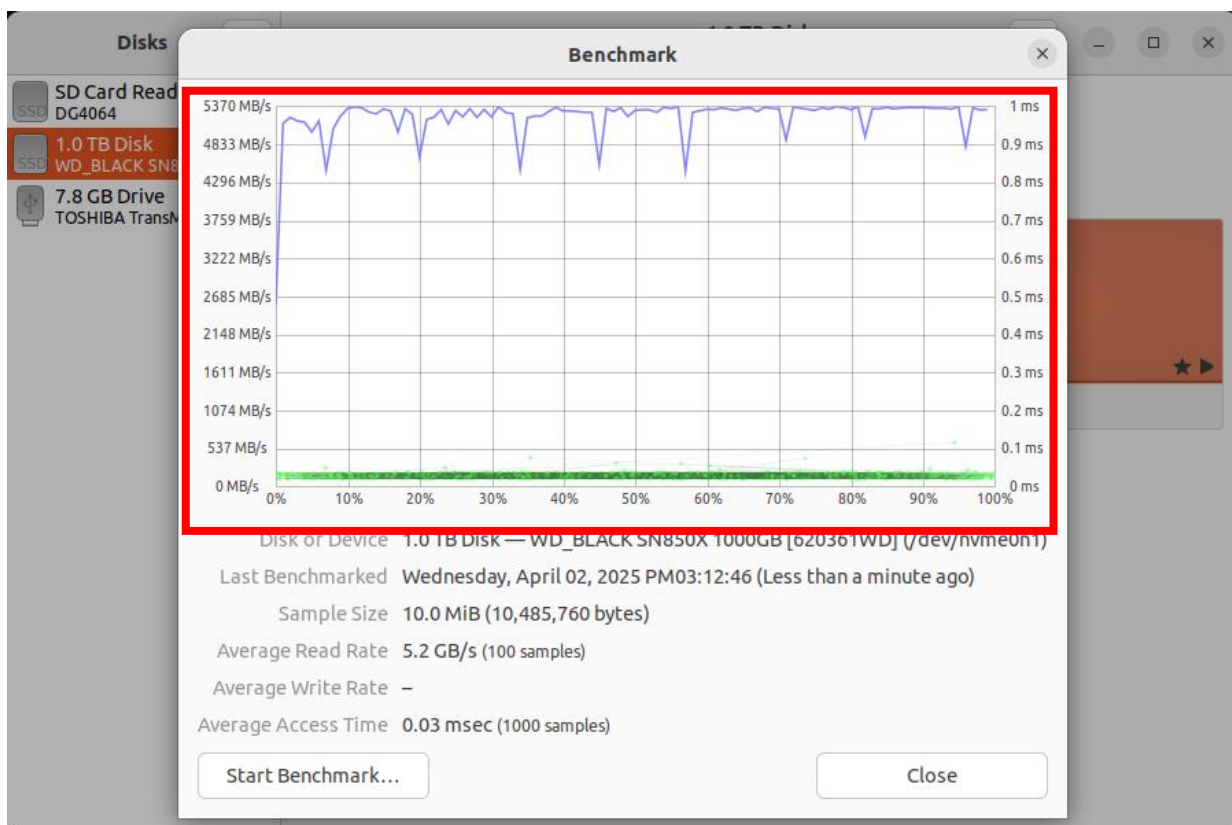 Disks
Benchmark
SD Card Read
DG4064
SSD
1.0 TB Disk
WD_BLACK SN8
SSD
7.8 GB Drive
TOSHIBA TransM
5370 MB/s
4833 MB/s
4296 MB/s
3759 MB/s
3222 MB/s
2685 MB/s
2148 MB/s
1611 MB/s
1074 MB/s
537 MB/s
0 MB/s
1 ms
0.9 ms
0.8 ms
0.7 ms
0.6 ms
0.5 ms
0.4 ms
0.3 ms
0.2 ms
0.1 ms
0 ms
0% 10% 20% 30% 40% 50% 60% 70% 80% 90% 100%
Disk or Device 1.0 TB Disk — WD_BLACK SN850X 1000GB [620361WD] (/dev/nvme0n1)
Last Benchmarked Wednesday, April 02, 2025 PM03:12:46 (Less than a minute ago)
Sample Size 10.0 MiB (10,485,760 bytes)
Average Read Rate 5.2 GB/s (100 samples)
Average Write Rate –
Average Access Time 0.03 msec (1000 samples)
Start Benchmark…
Close